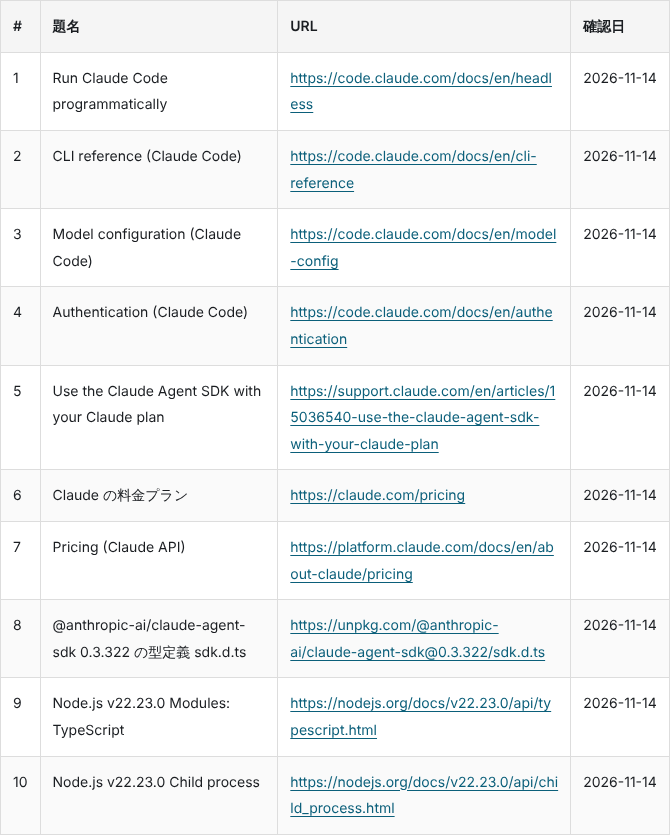 # 題名 URL 確認日
1 Run Claude Code https://code.claude.com/docs/en/headl 2026-11-14
programmatically ess
2 CLI reference (Claude Code) https://code.claude.com/docs/en/cli- 2026-11-14
reference
3 Model configuration (Claude https://code.claude.com/docs/en/model 2026-11-14
Code) -config
4 Authentication (Claude Code) https://code.claude.com/docs/en/authe 2026-11-14
ntication
5 Use the Claude Agent SDK with https://support.claude.com/en/articles/1 2026-11-14
your Claude plan 5036540-use-the-claude-agent-sdk-
with-your-claude-plan
6 Claude の料金プラン https://claude.com/pricing 2026-11-14
7 Pricing (Claude API) https://platform.claude.com/docs/en/ab 2026-11-14
out-claude/pricing
8 @anthropic-ai/claude-agent- https://unpkg.com/@anthropic- 2026-11-14
sdk 0.3.322 の型定義 sdk.d.ts ai/claude-agent-sdk@0.3.322/sdk.d.ts
9 Node.js v22.23.0 Modules: https://nodejs.org/docs/v22.23.0/api/ty 2026-11-14
TypeScript pescript.html
10 Node.js v22.23.0 Child process https://nodejs.org/docs/v22.23.0/api/chi 2026-11-14
ld_process.html